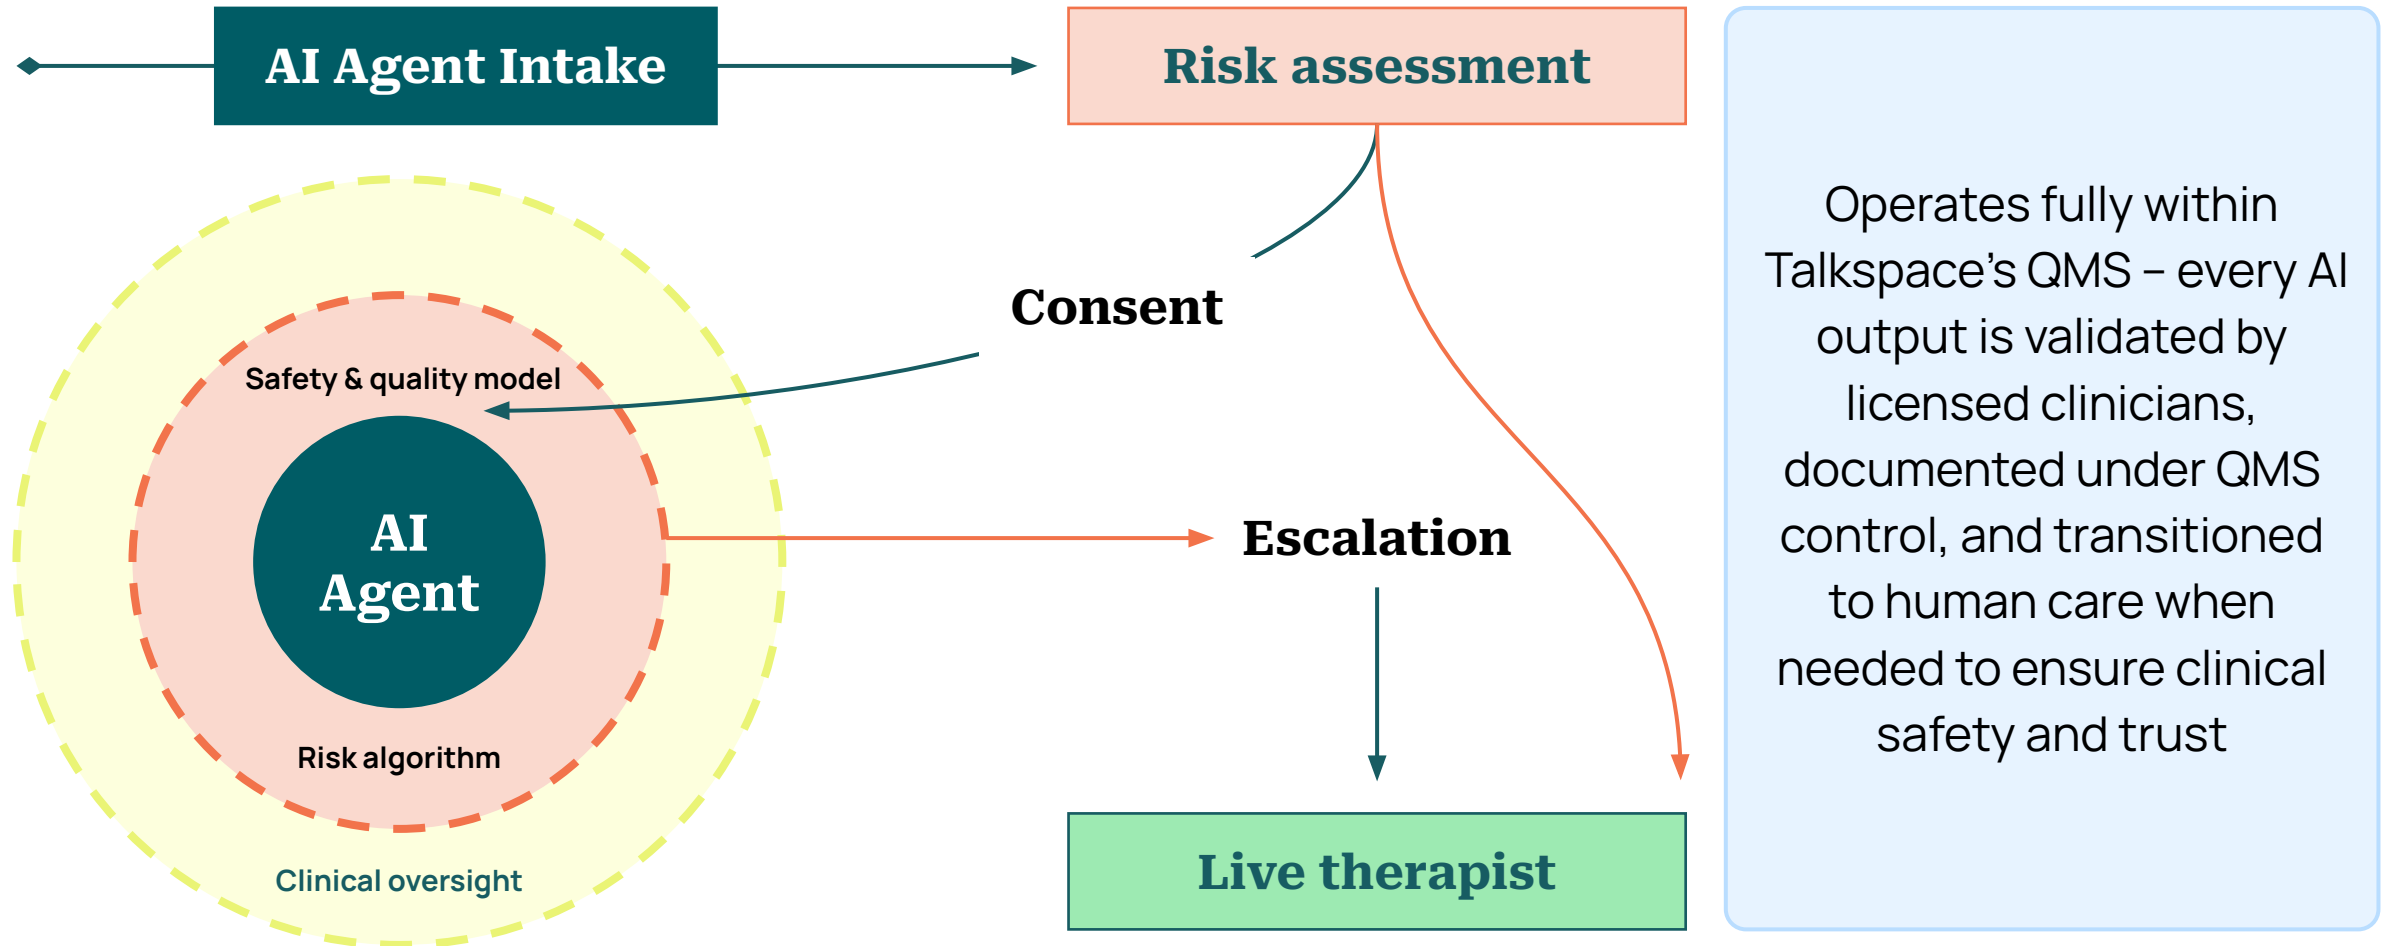 AI Agent Intake
Risk assessment
Consent
Safety & quality model
AI
Agent
Risk algorithm
Clinical oversight
Escalation
Live therapist
Operates fully within
Talkspace’s QMS – every AI
output is validated by
licensed clinicians,
documented under QMS
control, and transitioned
to human care when
needed to ensure clinical
safety and trust